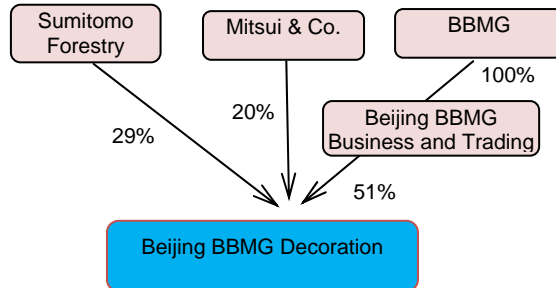 Sumitomo
Forestry
Mitsui & Co.
BBMG
100%
Beijing BBMG
Business and Trading
20%
29%
51%
Beijing BBMG Decoration